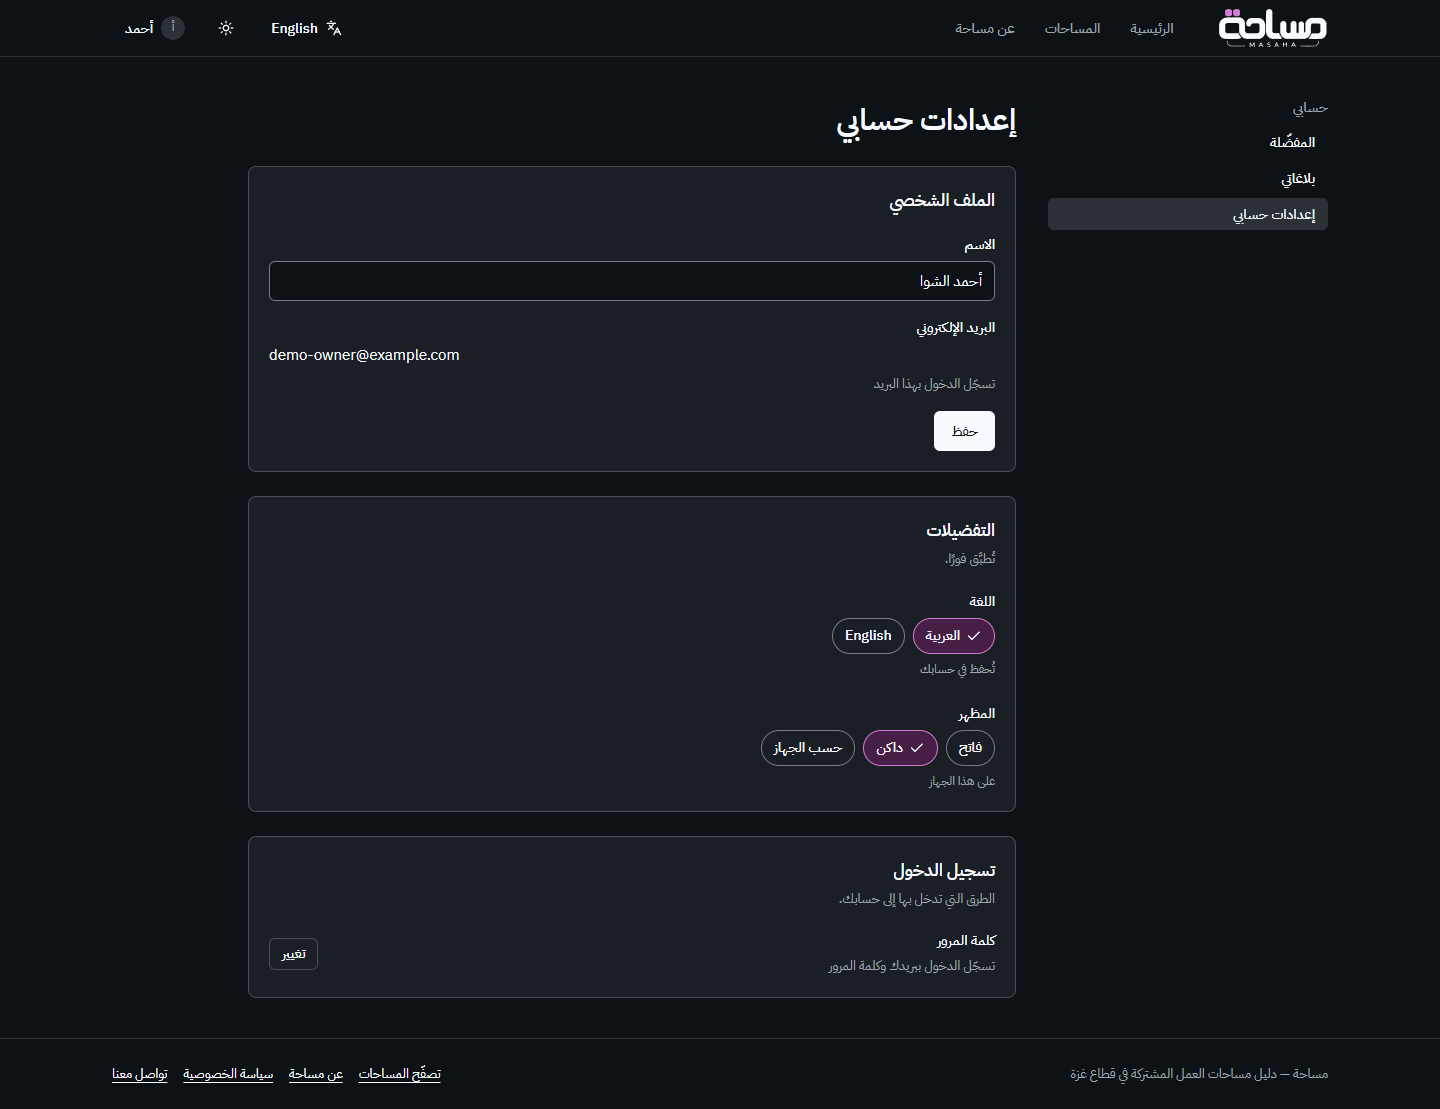 مساحة
MASAHA
الرئيسية
المساحات
عن مساحة
English
أ
أحمد
حسابي
المفضّلة
بلاغاتي
إعدادات حسابي
إعدادات حسابي
الملف الشخصي
الاسم
أحمد الشوا
البريد الإلكتروني
demo-owner@example.com
تسجّل الدخول بهذا البريد
حفظ
التفضيلات
تُطبَّق فورًا.
اللغة
العربية
English
تُحفظ في حسابك
المظهر
فاتح
داكن
حسب الجهاز
على هذا الجهاز
تسجيل الدخول
الطرق التي تدخل بها إلى حسابك.
كلمة المرور
تسجّل الدخول ببريدك وكلمة المرور
تغيير
مساحة — دليل مساحات العمل المشتركة في قطاع غزة
تصفّح المساحات
عن مساحة
سياسة الخصوصية
تواصل معنا